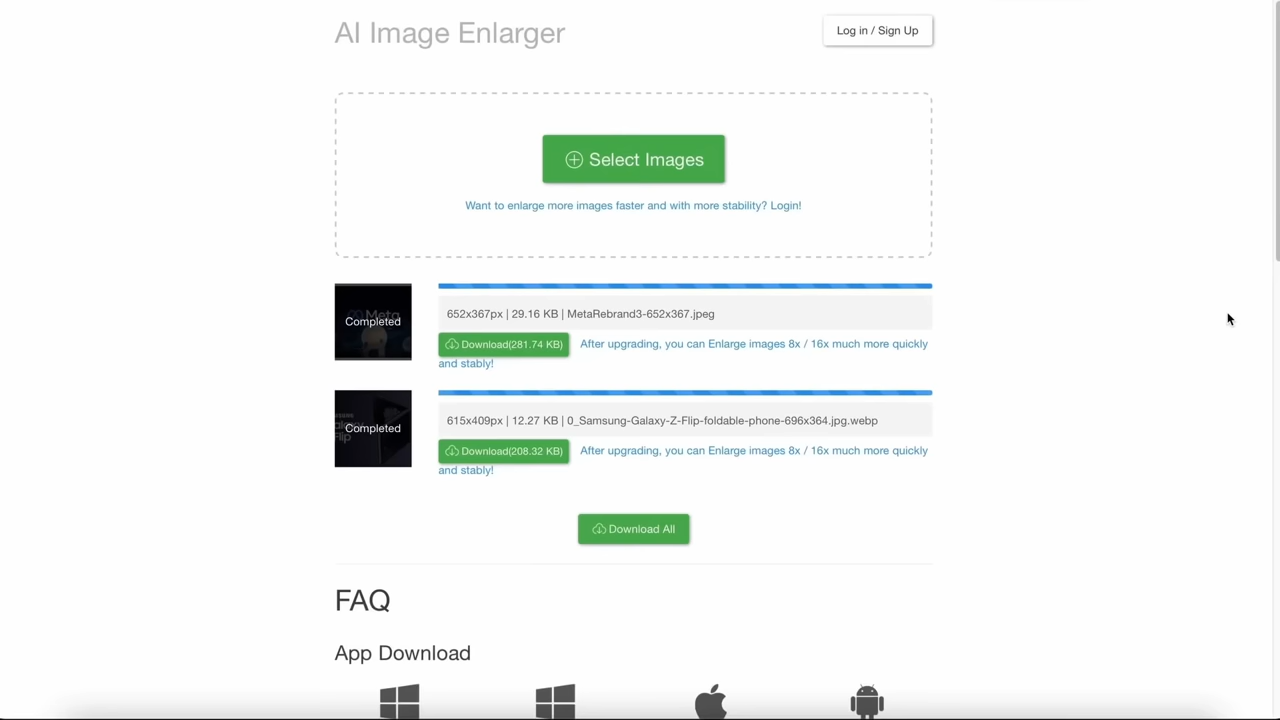 AI Image Enlarger
Log in / Sign Up
Select Images
Want to enlarge more images faster and with more stability? Login!
Meta
Completed
652x367px | 29.16 KB | MetaRebrand3-652x367.jpeg
Download(281.74 KB)
After upgrading, you can Enlarge images 8x / 16x much more quickly
and stably!
Completed
Flip
615x409px | 12.27 KB | 0_Samsung-Galaxy-Z-Flip-foldable-phone-696x364.jpg.webp
Download(208.32 KB)
After upgrading, you can Enlarge images 8x / 16x much more quickly
and stably!
Download All
FAQ
App Download